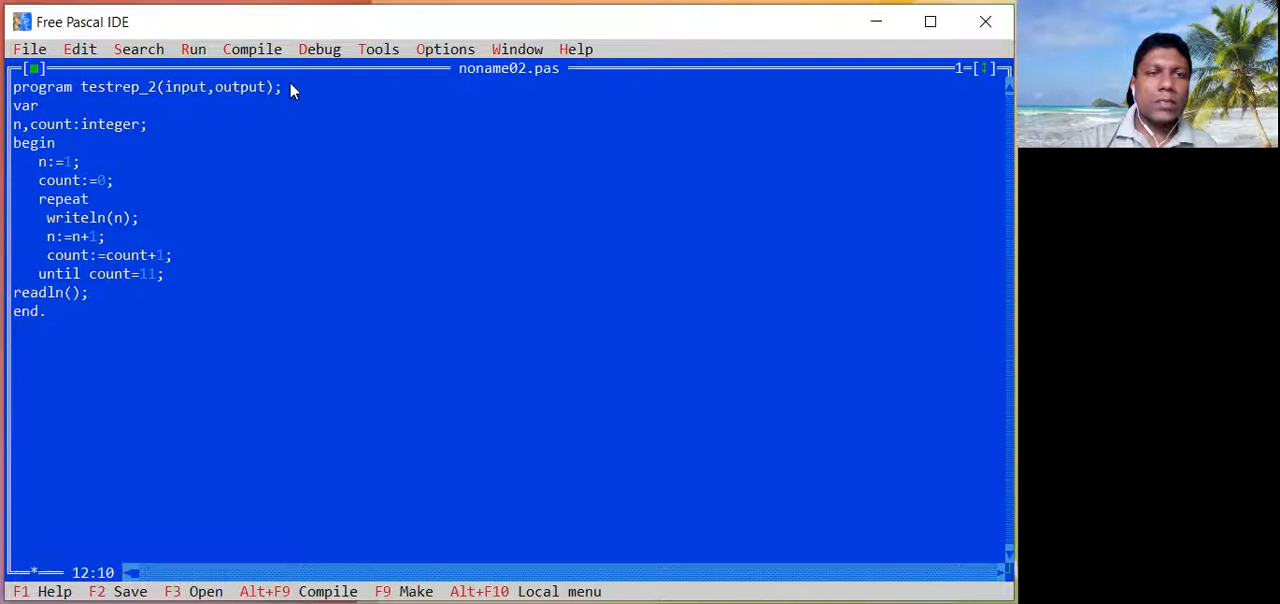 Free Pascal IDE
File Edit Search Run Compile Debug Tools Options Window Help
noname02.pas 1
program testrep_2(input,output);
var
n,count:integer;
begin
n:=1;
count:=0;
repeat
writeln(n);
n:=n+1;
count:=count+1;
until count=11;
readln();
end.
12:10
F1 Help F2 Save F3 Open Alt+F9 Compile F9 Make Alt+F10 Local menu